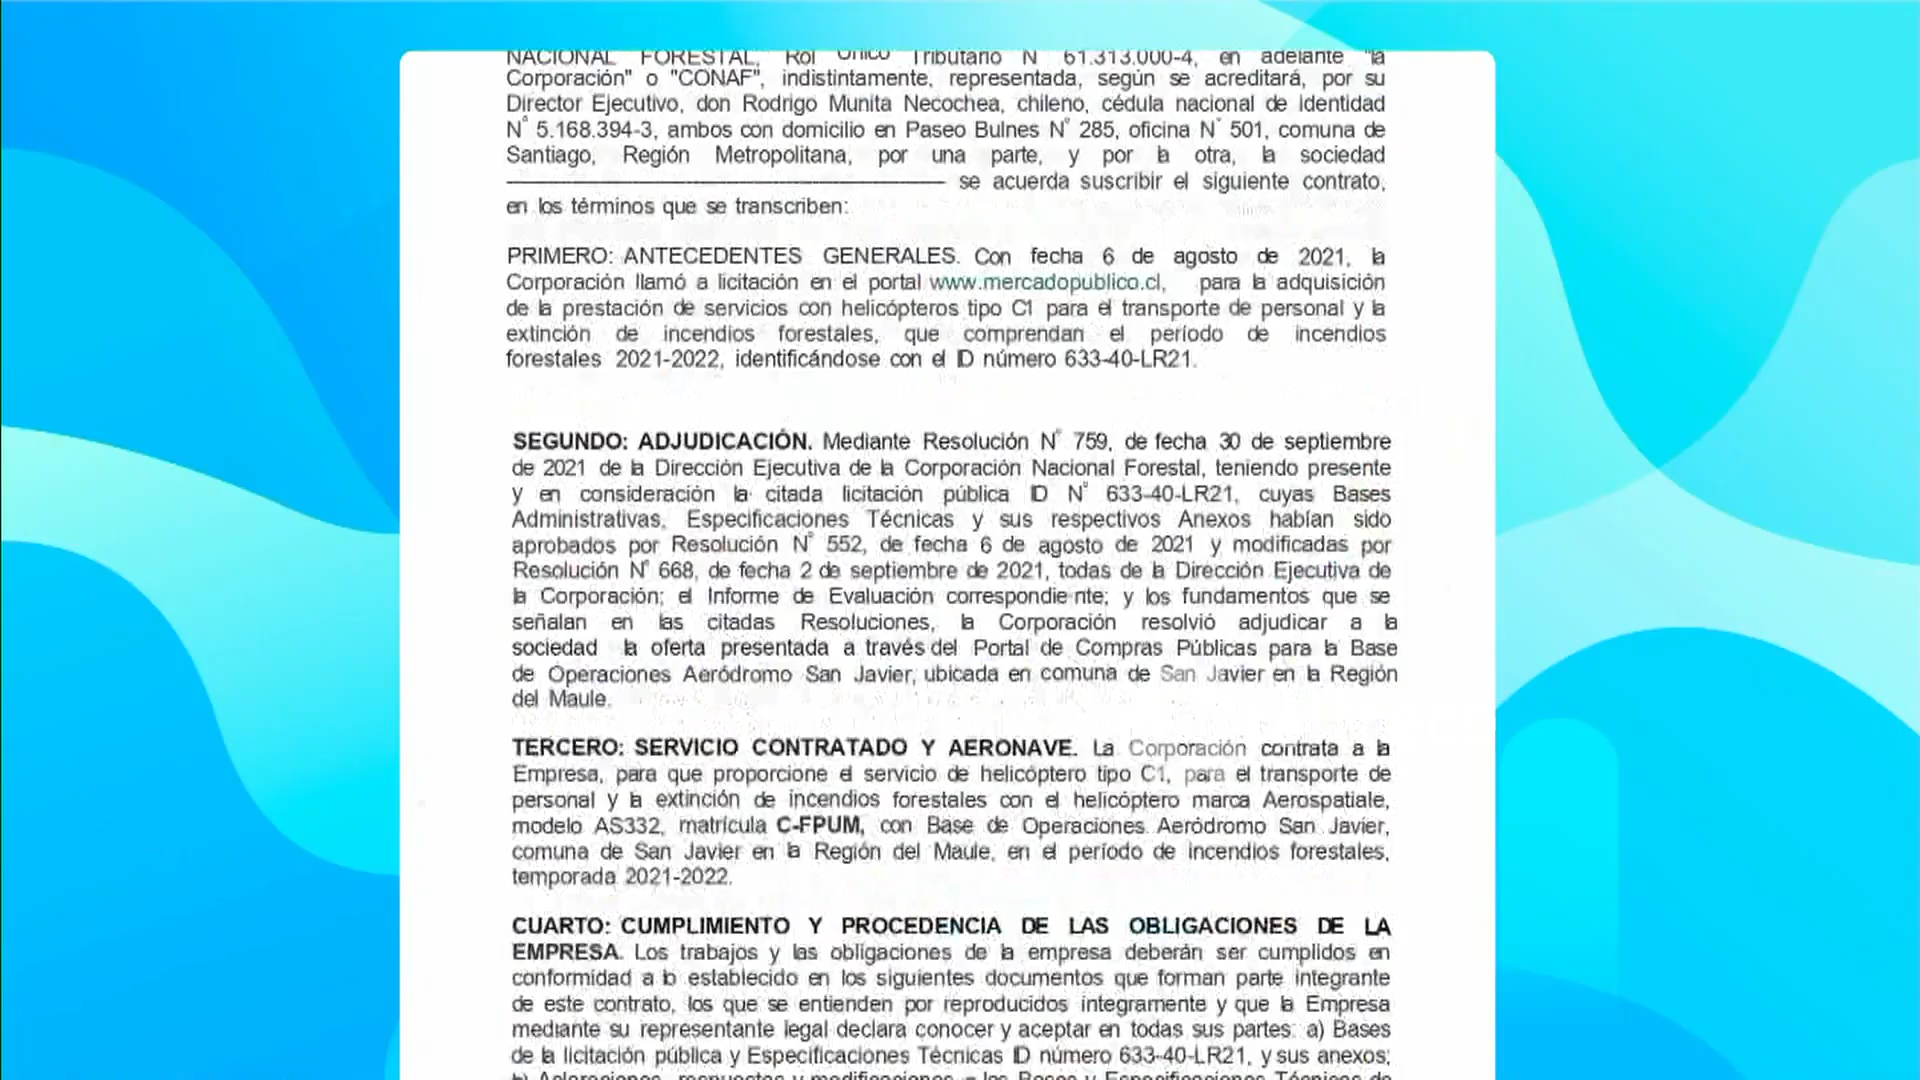 NACIONAL FORESTAL, Rol Único Tributario N 61.313.000-4, en adelante "la
Corporación" o "CONAF", indistintamente, representada, según se acreditará, por su
Director Ejecutivo, don Rodrigo Munita Necochea, chileno, cédula nacional de identidad
N° 5.168.394-3, ambos con domicilio en Paseo Bulnes N° 285, oficina N° 501, comuna de
Santiago, Región Metropolitana, por una parte, y por la otra, la sociedad
se acuerda suscribir el siguiente contrato,
en los términos que se transcriben:
PRIMERO: ANTECEDENTES GENERALES. Con fecha 6 de agosto de 2021, la
Corporación llamó a licitación en el portal www.mercadopublico.cl, para la adquisición
de la prestación de servicios con helicópteros tipo C1 para el transporte de personal y la
extinción de incendios forestales, que comprendan el período de incendios
forestales 2021-2022, identificándose con el ID número 633-40-LR21.
SEGUNDO: ADJUDICACIÓN. Mediante Resolución N° 759, de fecha 30 de septiembre
de 2021 de la Dirección Ejecutiva de la Corporación Nacional Forestal, teniendo presente
y en consideración la citada licitación pública ID N° 633-40-LR21, cuyas Bases
Administrativas, Especificaciones Técnicas y sus respectivos Anexos habían sido
aprobados por Resolución N° 552, de fecha 6 de agosto de 2021 y modificadas por
Resolución N° 668, de fecha 2 de septiembre de 2021, todas de la Dirección Ejecutiva de
la Corporación; el Informe de Evaluación correspondiente; y los fundamentos que se
señalan en las citadas Resoluciones, la Corporación resolvió adjudicar a la
sociedad la oferta presentada a través del Portal de Compras Públicas para la Base
de Operaciones Aeródromo San Javier, ubicada en comuna de San Javier en la Región
del Maule.
TERCERO: SERVICIO CONTRATADO Y AERONAVE. La Corporación contrata a la
Empresa, para que proporcione el servicio de helicóptero tipo C1, para el transporte de
personal y la extinción de incendios forestales con el helicóptero marca Aerospatiale,
modelo AS332, matrícula C-FPUM, con Base de Operaciones Aeródromo San Javier,
comuna de San Javier en la Región del Maule, en el período de incendios forestales,
temporada 2021-2022.
CUARTO: CUMPLIMIENTO Y PROCEDENCIA DE LAS OBLIGACIONES DE LA
EMPRESA. Los trabajos y las obligaciones de la empresa deberán ser cumplidos en
conformidad a lo establecido en los siguientes documentos que forman parte integrante
de este contrato, los que se entienden por reproducidos íntegramente y que la Empresa
mediante su representante legal declara conocer y aceptar en todas sus partes: a) Bases
de la licitación pública y Especificaciones Técnicas ID número 633-40-LR21, y sus anexos;